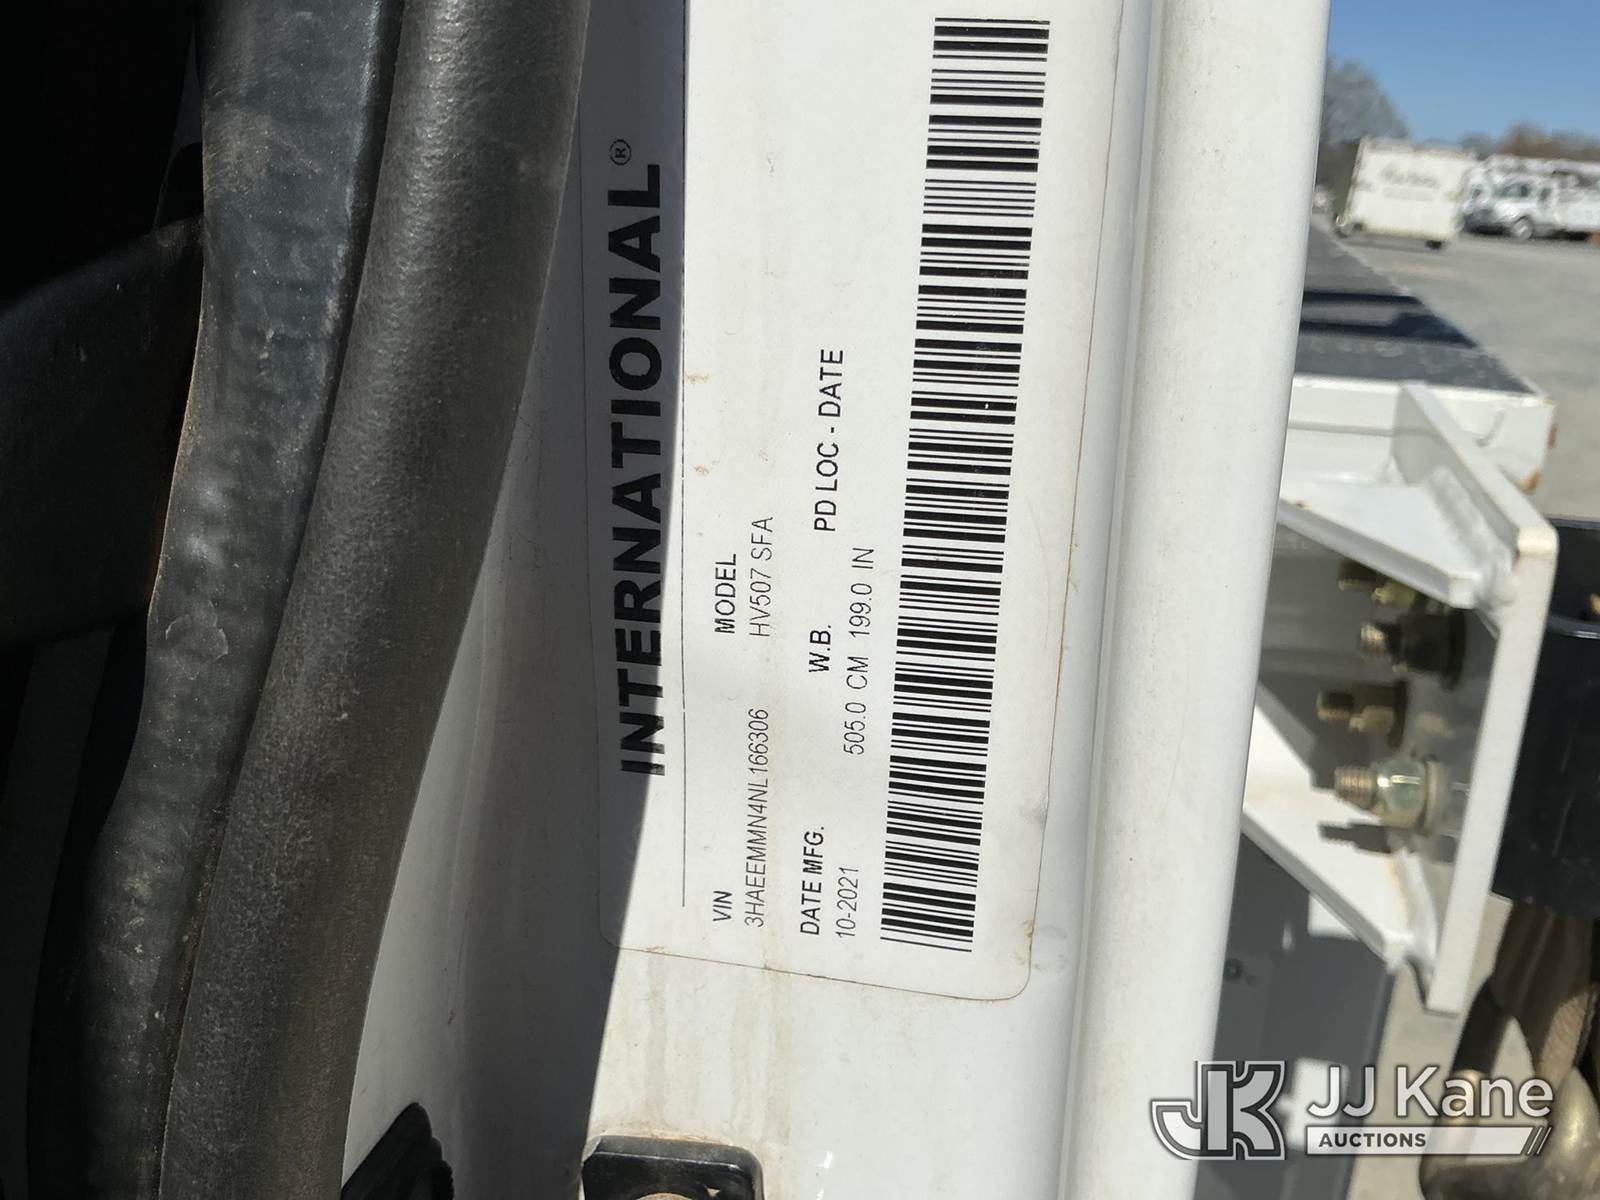 INTERNATIONAL®
VIN MODEL
3HAEEMMN4NL166306 HV507 SFA
DATE MFG. W.B. PD LOC - DATE
10-2021 505.0 CM 199.0 IN
JK JJ Kane
AUCTIONS